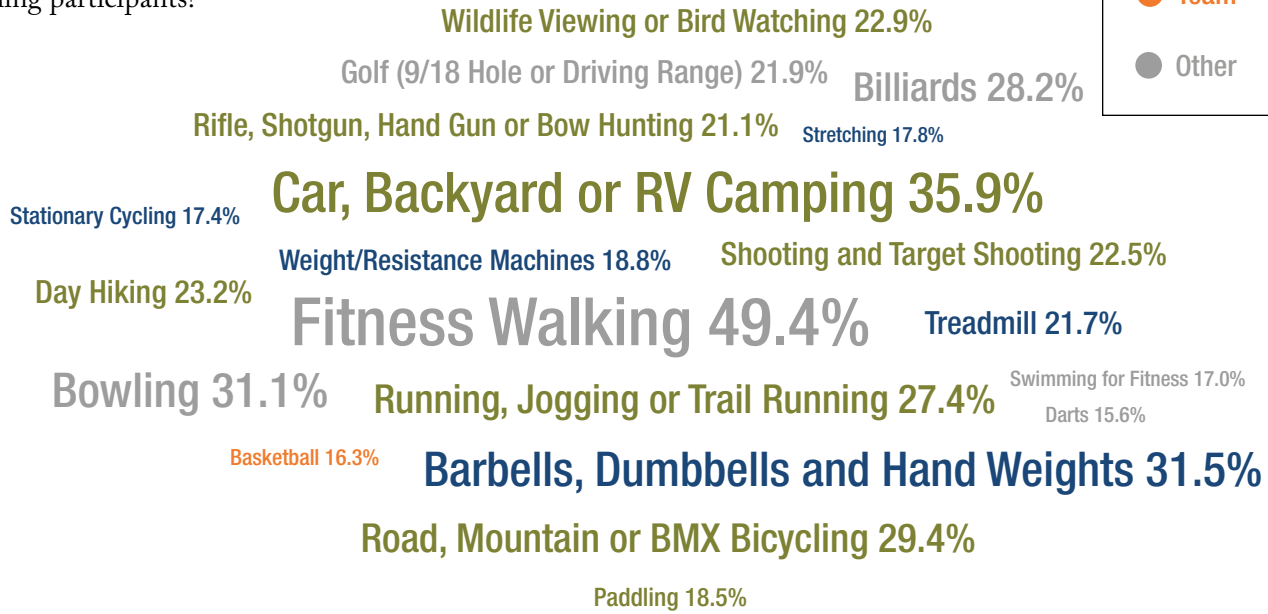 participants?
Team
Wildlife Viewing or Bird Watching 22.9%
Other
Golf (9/18 Hole or Driving Range) 21.9%
Billiards 28.2%
Rifle, Shotgun, Hand Gun or Bow Hunting 21.1%
Stretching 17.8%
Car, Backyard or RV Camping 35.9%
Stationary Cycling 17.4%
Weight/Resistance Machines 18.8%
Shooting and Target Shooting 22.5%
Day Hiking 23.2%
Fitness Walking 49.4%
Treadmill 21.7%
Bowling 31.1%
Running, Jogging or Trail Running 27.4%
Swimming for Fitness 17.0%
Darts 15.6%
Basketball 16.3%
Barbells, Dumbbells and Hand Weights 31.5%
Road, Mountain or BMX Bicycling 29.4%
Paddling 18.5%